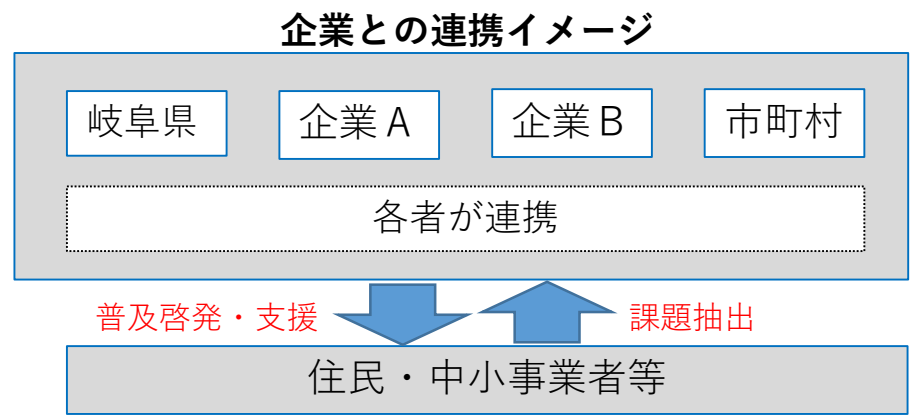 企業との連携イメージ
岐阜県
企業A
企業B
市町村
各者が連携
普及啓発・支援
課題抽出
住民・中小事業者等